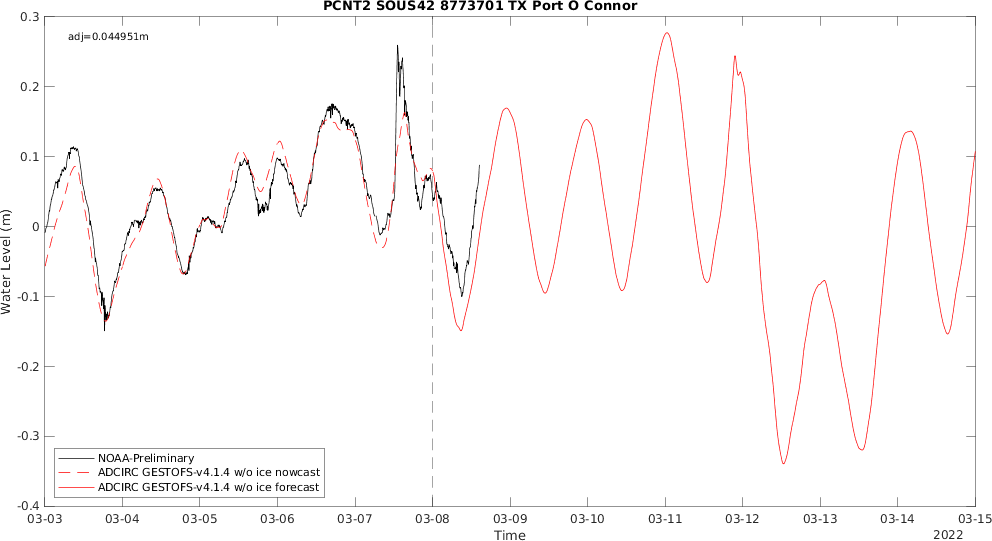 PCNT2 SOUS42 8773701 TX Port O Connor
adj=0.044951m
0.3
0.2
0.1
0
-0.1
-0.2
-0.3
-0.4
Water Level (m)
NOAA-Preliminary
ADCIRC GESTOFS-v4.1.4 w/o ice nowcast
ADCIRC GESTOFS-v4.1.4 w/o ice forecast
03-03 03-04 03-05 03-06 03-07 03-08 03-09 03-10 03-11 03-12 03-13 03-14 03-15
Time
2022